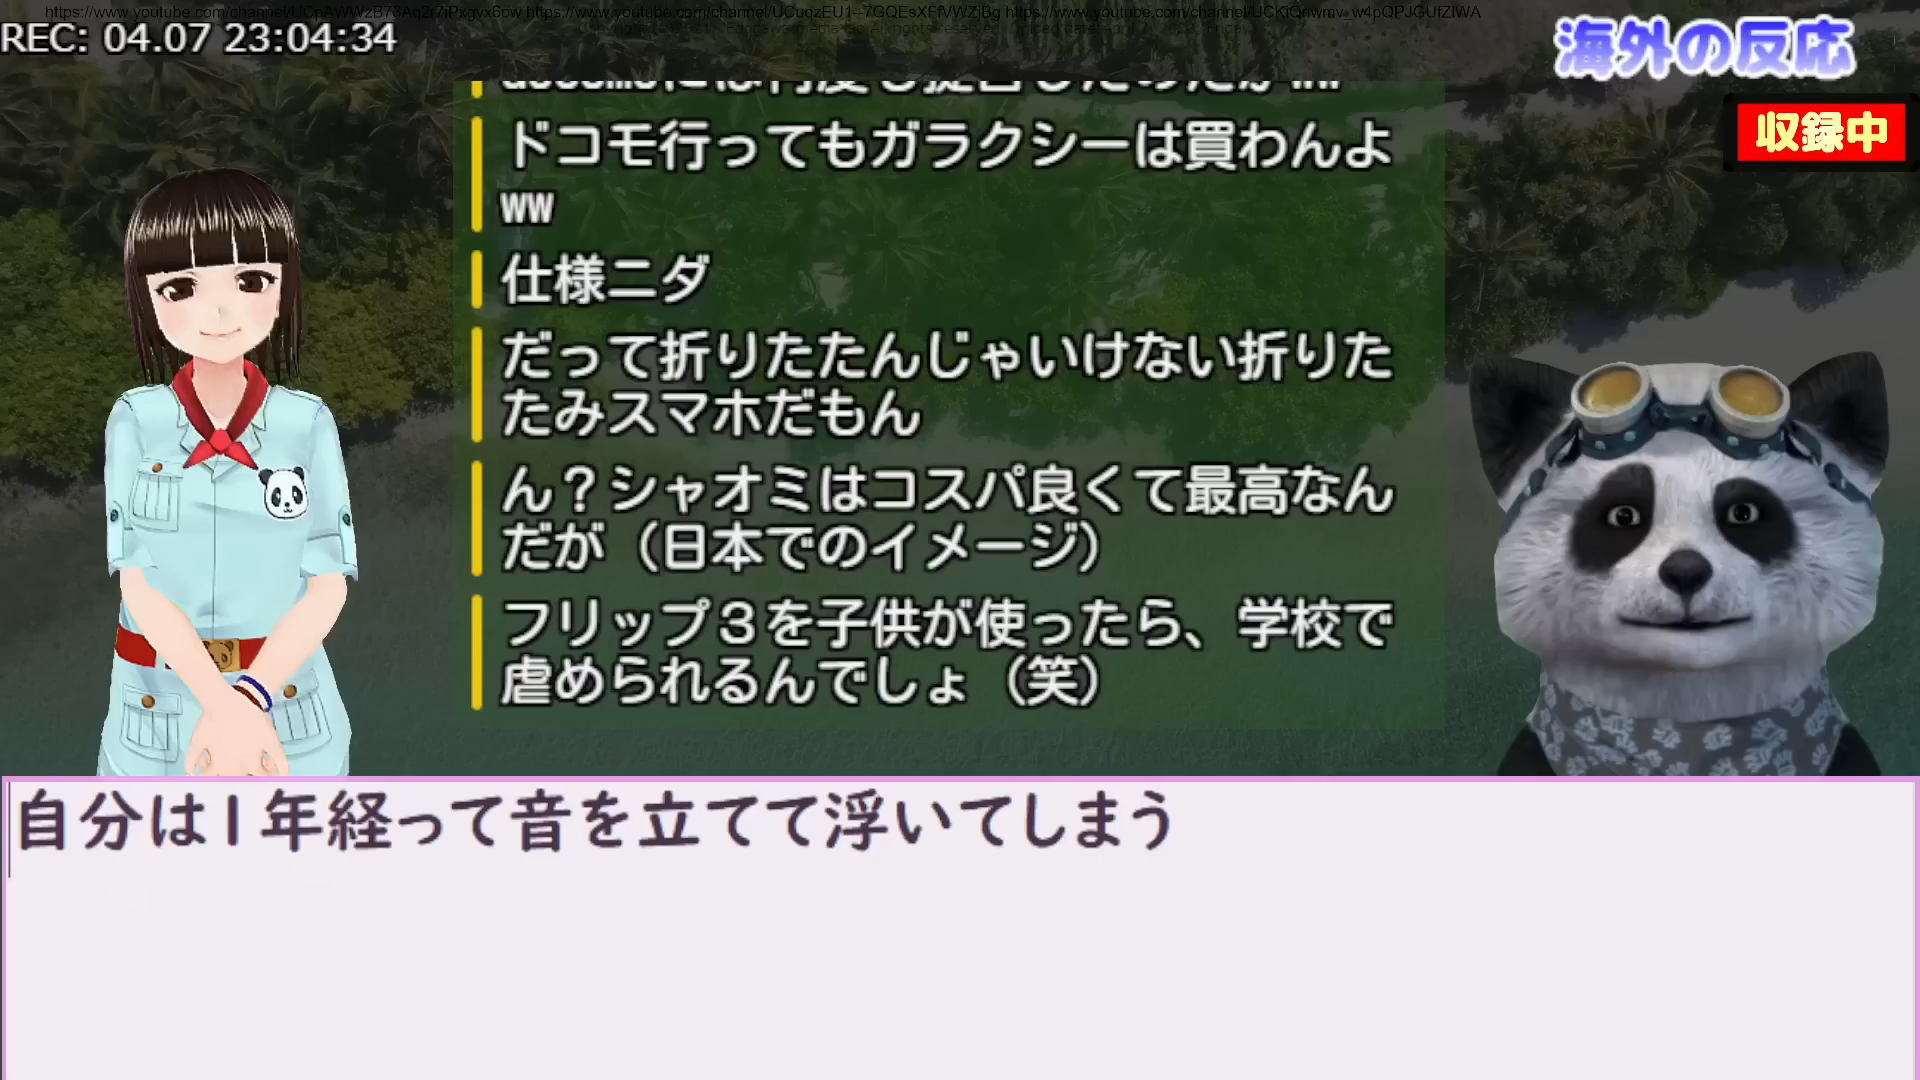 REC: 04.07 23:04:34
海外の反応
収録中
ドコモ行ってもガラクシーは買わんよ
ww
仕様ニダ
だって折りたたんじゃいけない折りた
たみスマホだもん
ん？シャオミはコスパ良くて最高なん
だが（日本でのイメージ）
フリップ３を子供が使ったら、学校で
虐められるんでしょ（笑）
自分は1年経って音を立てて浮いてしまう